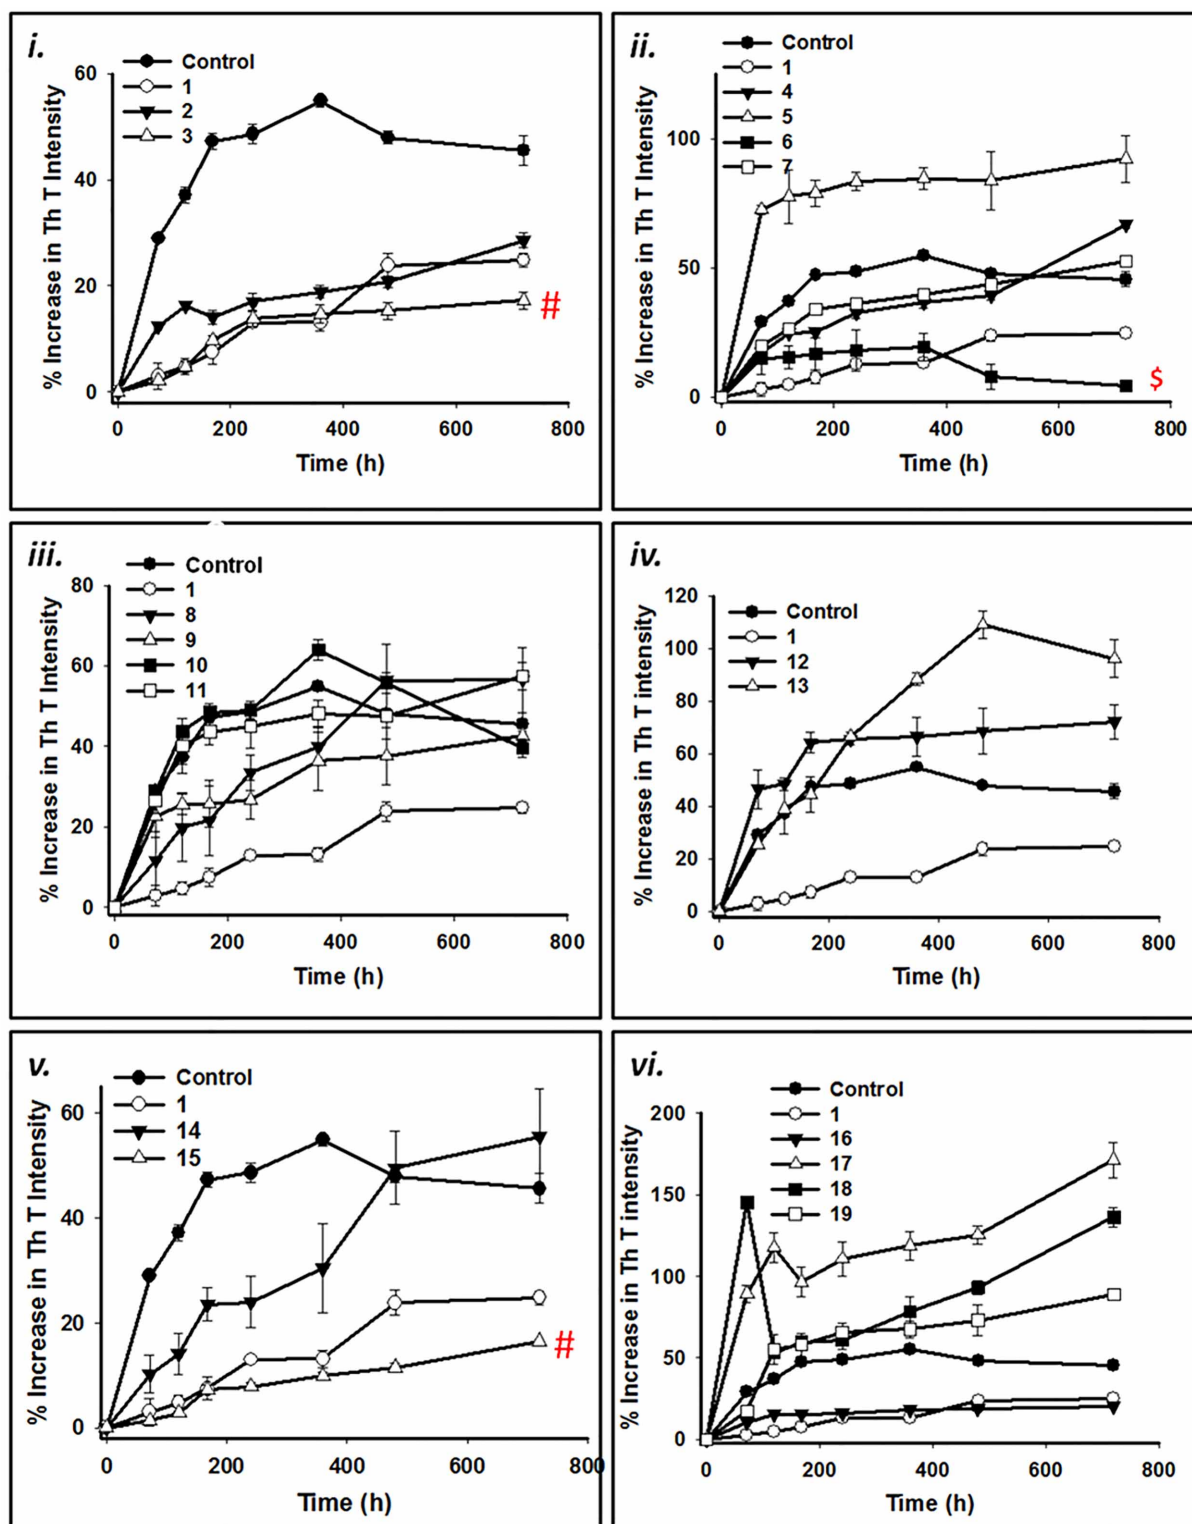 i.
Control
1
2
3
% Increase in Th T Intensity
60
40
20
0
#
0 200 400 600 800
Time (h)
ii.
Control
1
4
5
6
7
% Increase in Th T Intensity
100
50
0
$
0 200 400 600 800
Time (h)
iii.
Control
1
8
9
10
11
% Increase in Th T Intensity
80
60
40
20
0
0 200 400 600 800
Time (h)
iv.
Control
1
12
13
% Increase in Th T intensity
120
100
80
60
40
20
0
0 200 400 600 800
Time (h)
v.
Control
1
14
15
% Increase in Th T Intensity
60
40
20
0
#
0 200 400 600 800
Time (h)
vi.
Control
1
16
17
18
19
% Increase in Th T intensity
200
150
100
50
0
0 200 400 600 800
Time (h)